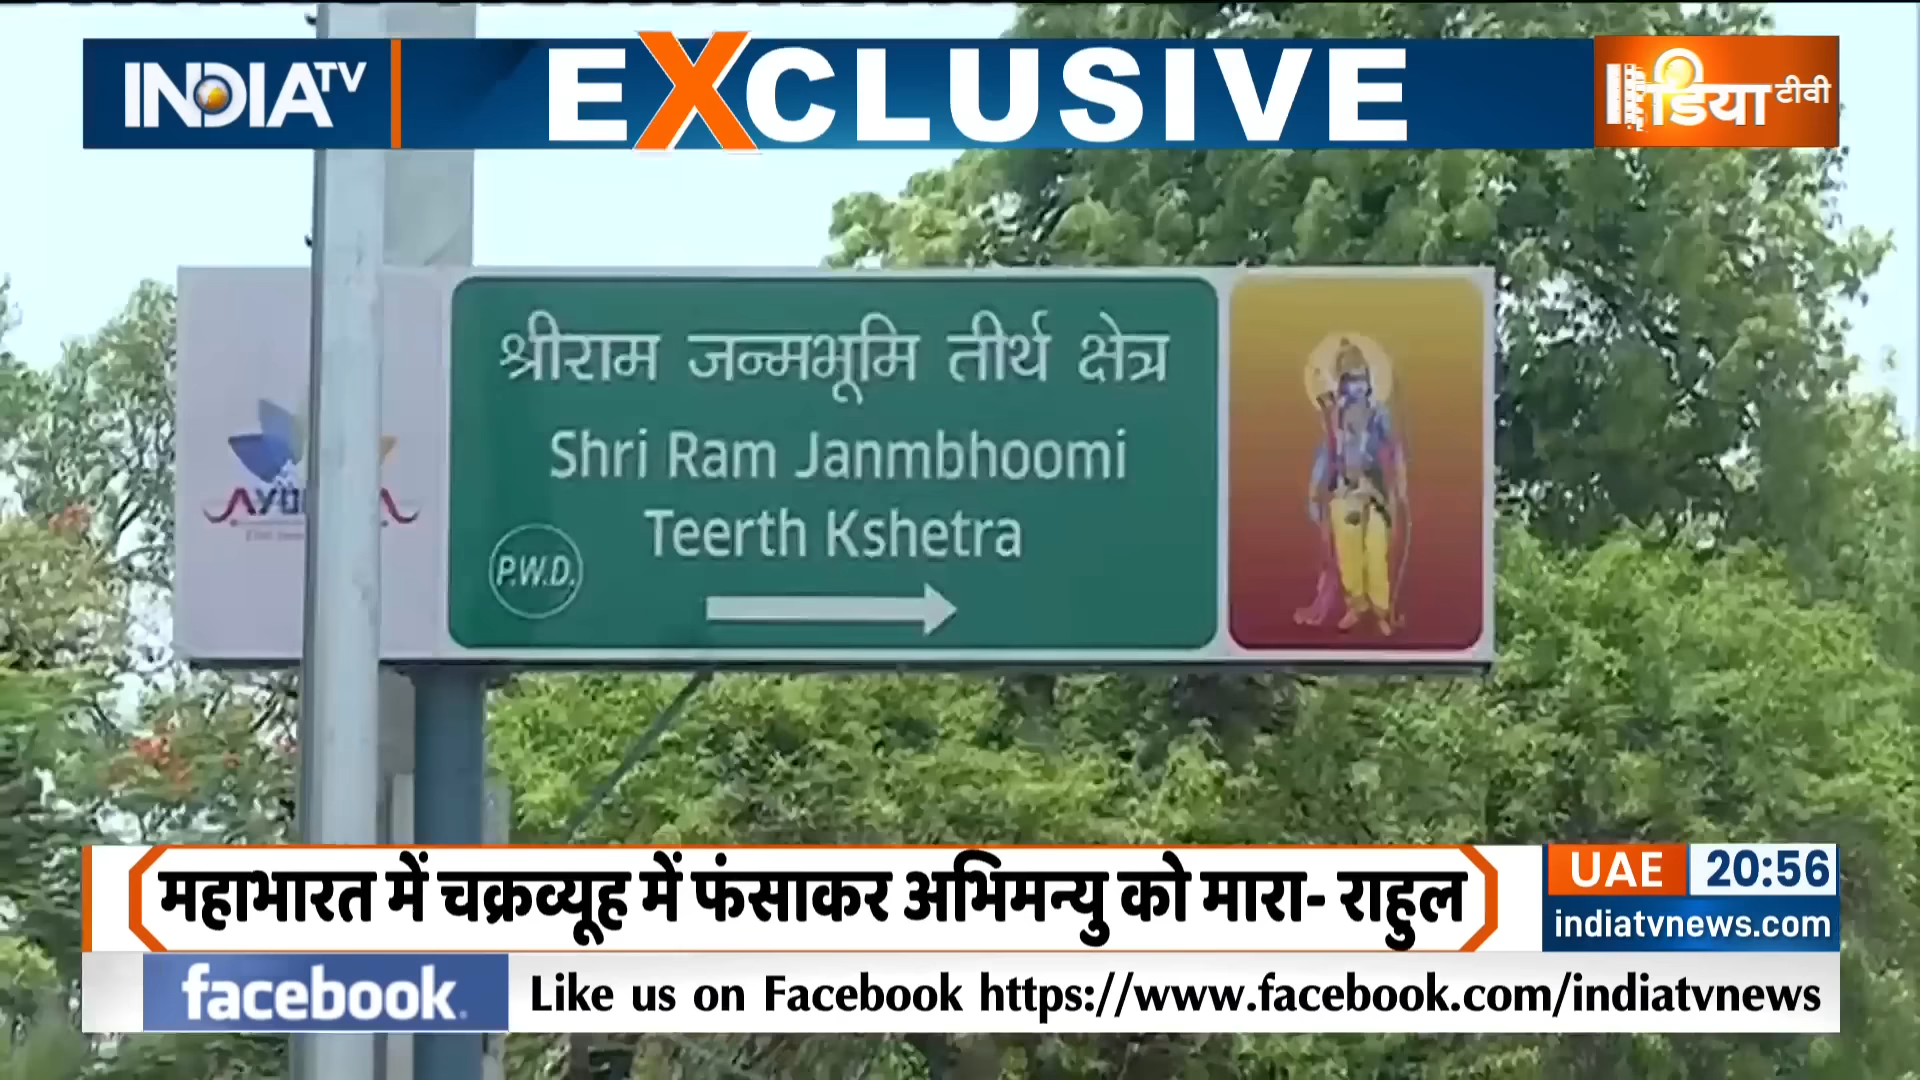 INDIA TV
EXCLUSIVE
इंडिया टीवी
श्रीराम जन्मभूमि तीर्थ क्षेत्र
Shri Ram Janmbhoomi
Teerth Kshetra
P.W.D.
महाभारत में चक्रव्यूह में फंसाकर अभिमन्यु को मारा- राहुल
UAE 20:56
indiatvnews.com
facebook
Like us on Facebook https://www.facebook.com/indiatvnews